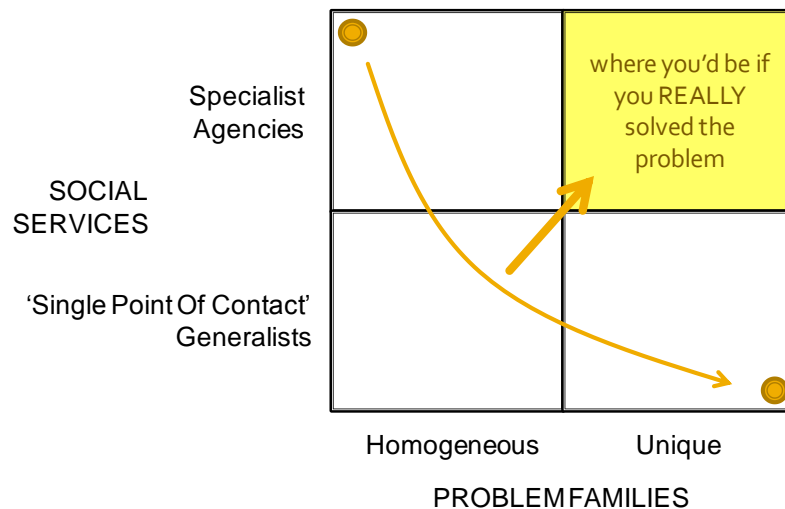 where you'd be if
you REALLY
solved the
problem
Specialist
Agencies
SOCIAL
SERVICES
‘Single Point Of Contact’
Generalists
Homogeneous
Unique
PROBLEM FAMILIES